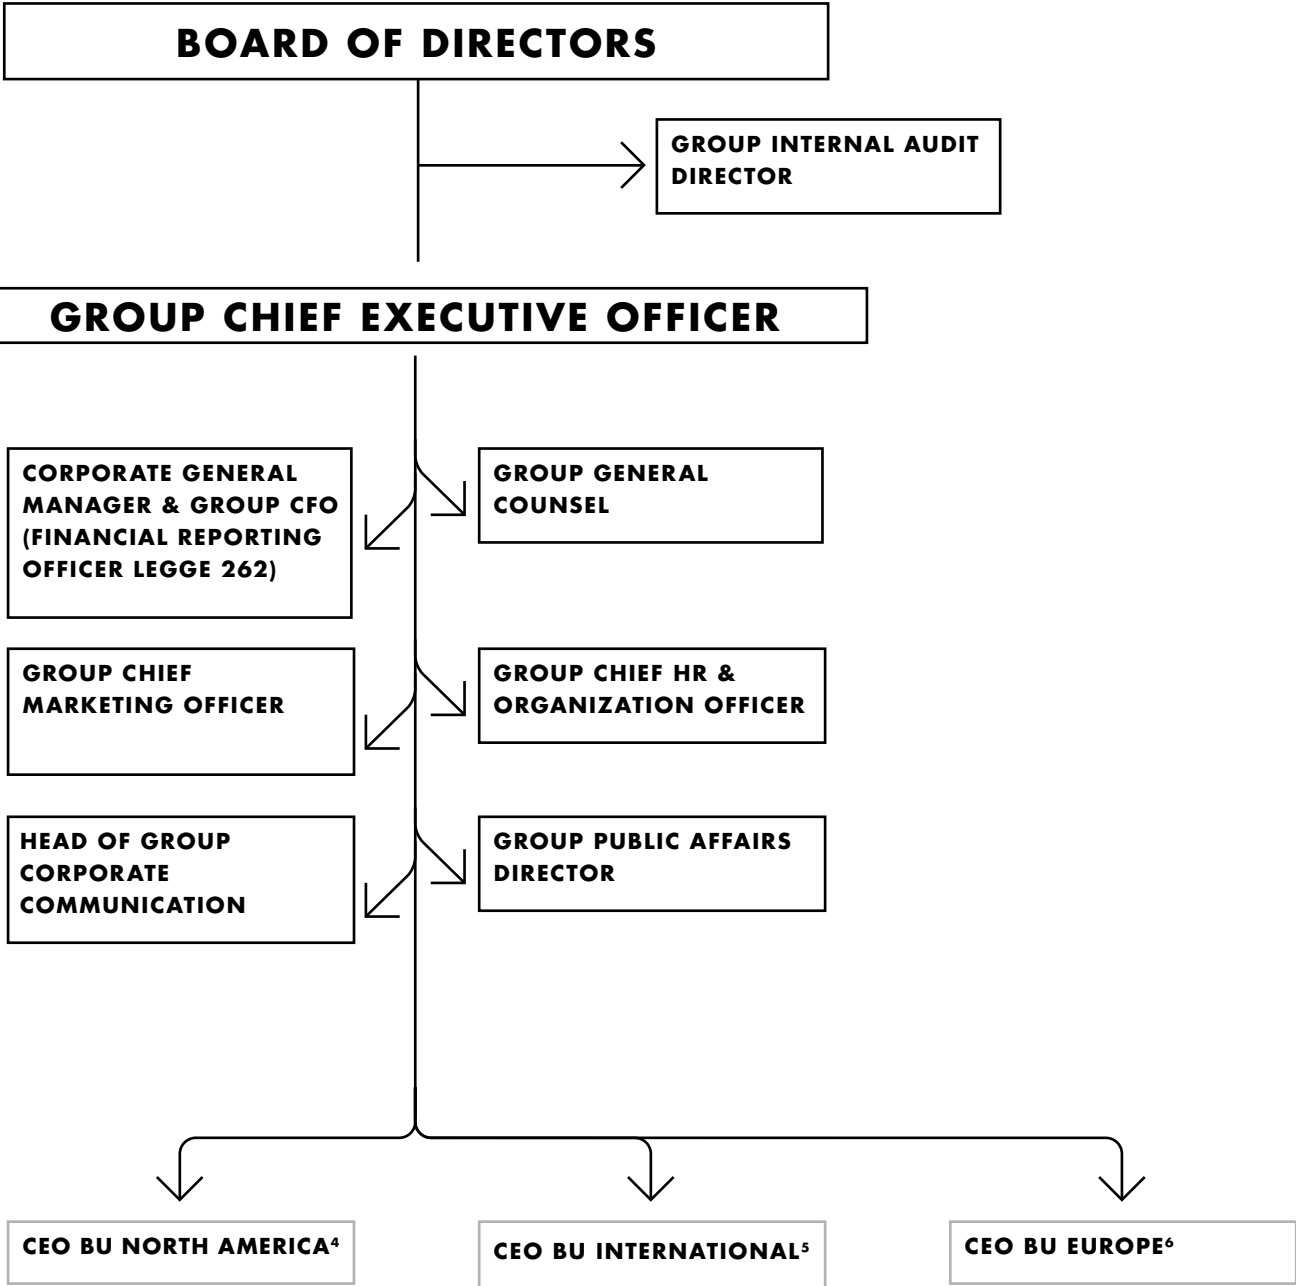 BOARD OF DIRECTORS
GROUP INTERNAL AUDIT
DIRECTOR
GROUP CHIEF EXECUTIVE OFFICER
CORPORATE GENERAL
MANAGER & GROUP CFO
(FINANCIAL REPORTING
OFFICER LEGGE 262)
GROUP GENERAL
COUNSEL
GROUP CHIEF
MARKETING OFFICER
GROUP CHIEF HR &
ORGANIZATION OFFICER
HEAD OF GROUP
CORPORATE
COMMUNICATION
GROUP PUBLIC AFFAIRS
DIRECTOR
CEO BU NORTH AMERICA⁴
CEO BU INTERNATIONAL⁵
CEO BU EUROPE⁶